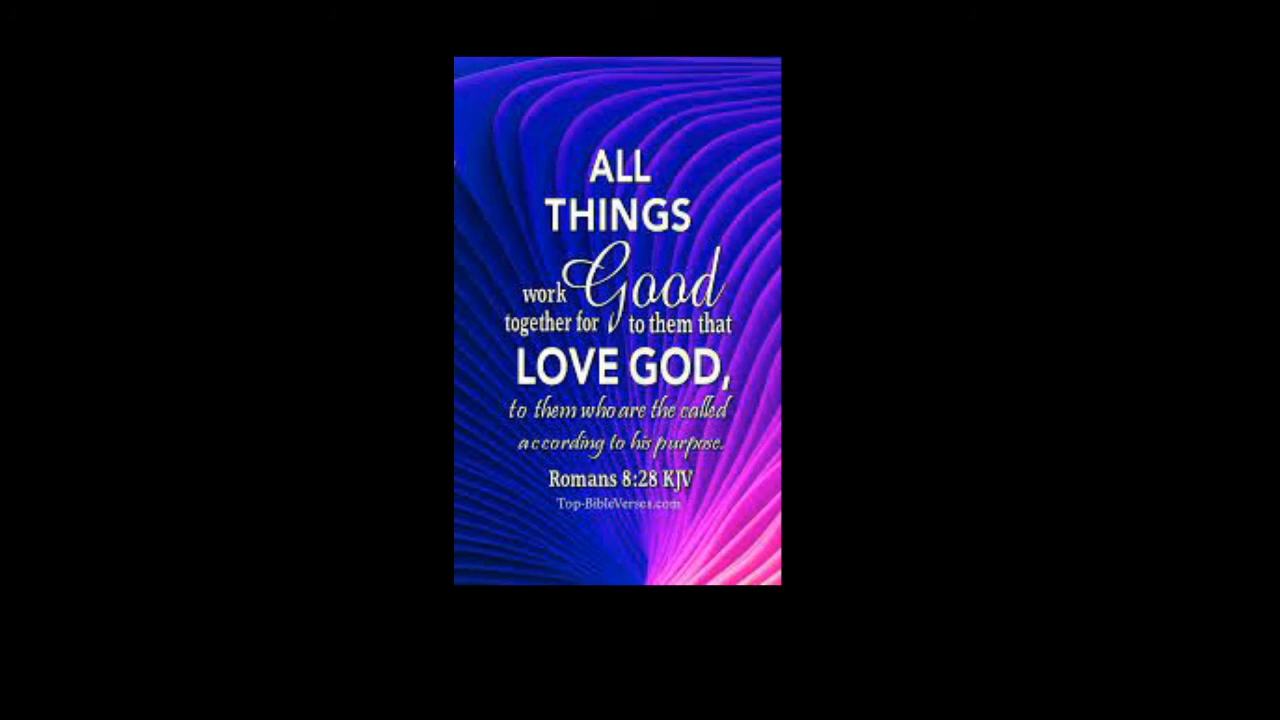 ALL
THINGS
work Good
together for to them that
LOVE GOD,
to them who are the called
according to his purpose.
Romans 8:28 KJV
Top-BibleVerses.com